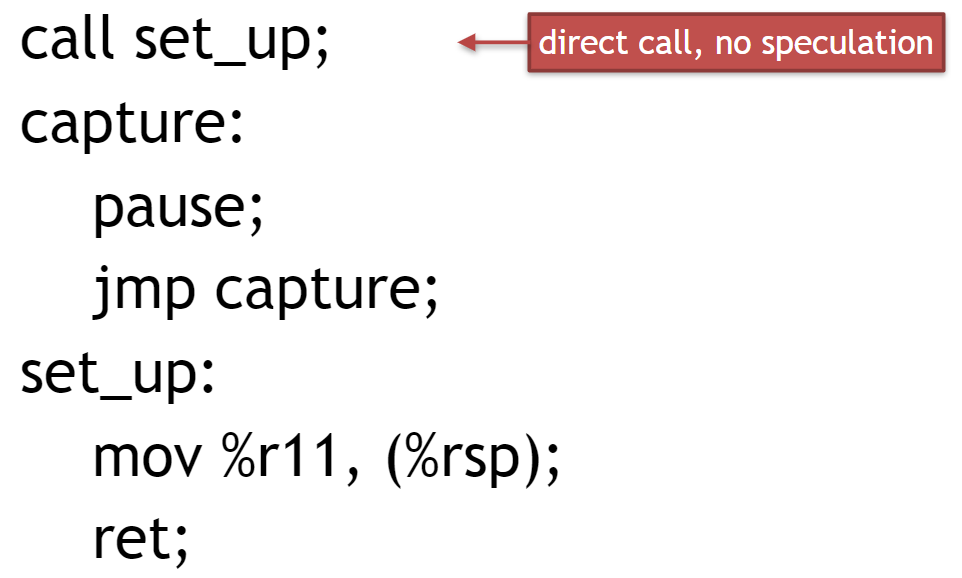 call set_up;
direct call, no speculation
capture:
pause;
jmp capture;
set_up:
mov %r11, (%rsp);
ret;